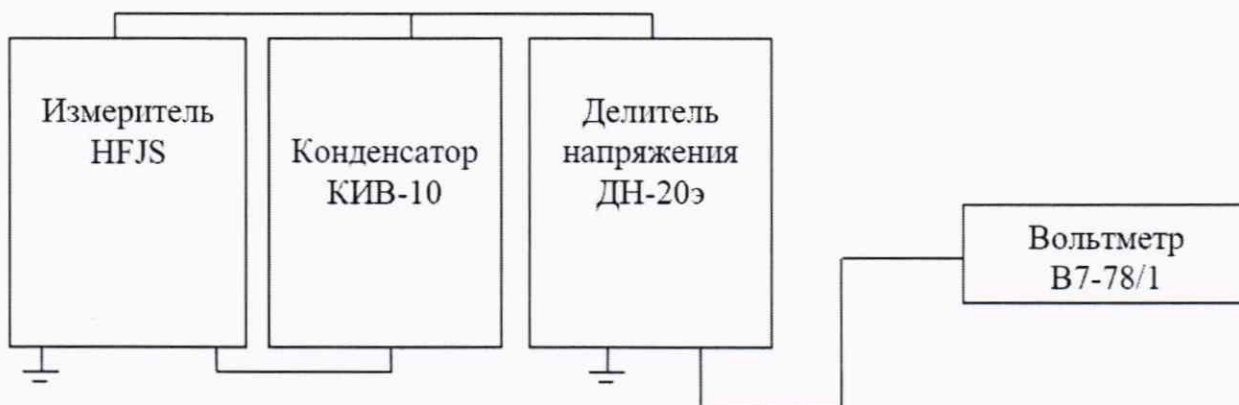 Измеритель
HFJS
Конденсатор
КИВ-10
Делитель
напряжения
ДН-20э
Вольтметр
В7-78/1